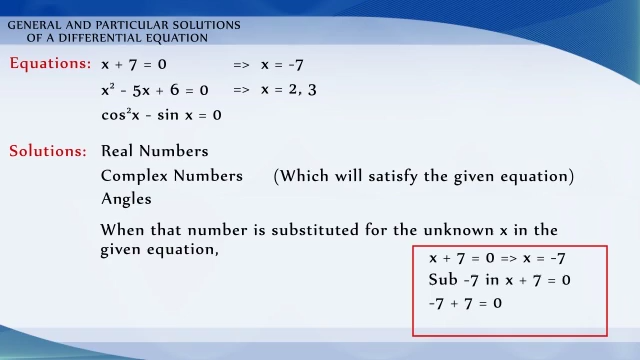 GENERAL AND PARTICULAR SOLUTIONS
OF A DIFFERENTIAL EQUATION
Equations: x + 7 = 0 => x = -7
x² - 5x + 6 = 0 => x = 2, 3
cos²x - sin x = 0
Solutions: Real Numbers
Complex Numbers (Which will satisfy the given equation)
Angles
When that number is substituted for the unknown x in the
given equation,
x + 7 = 0 => x = -7
Sub -7 in x + 7 = 0
-7 + 7 = 0